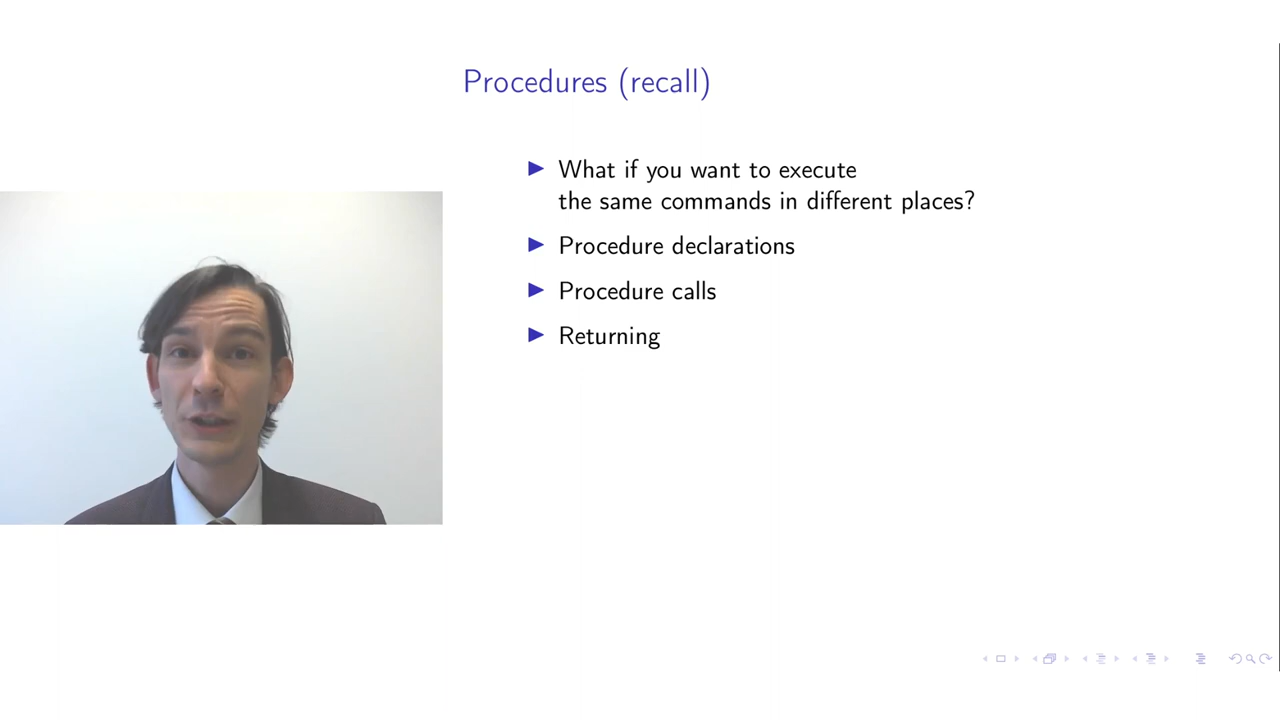 Procedures (recall)
What if you want to execute
the same commands in different places?
Procedure declarations
Procedure calls
Returning